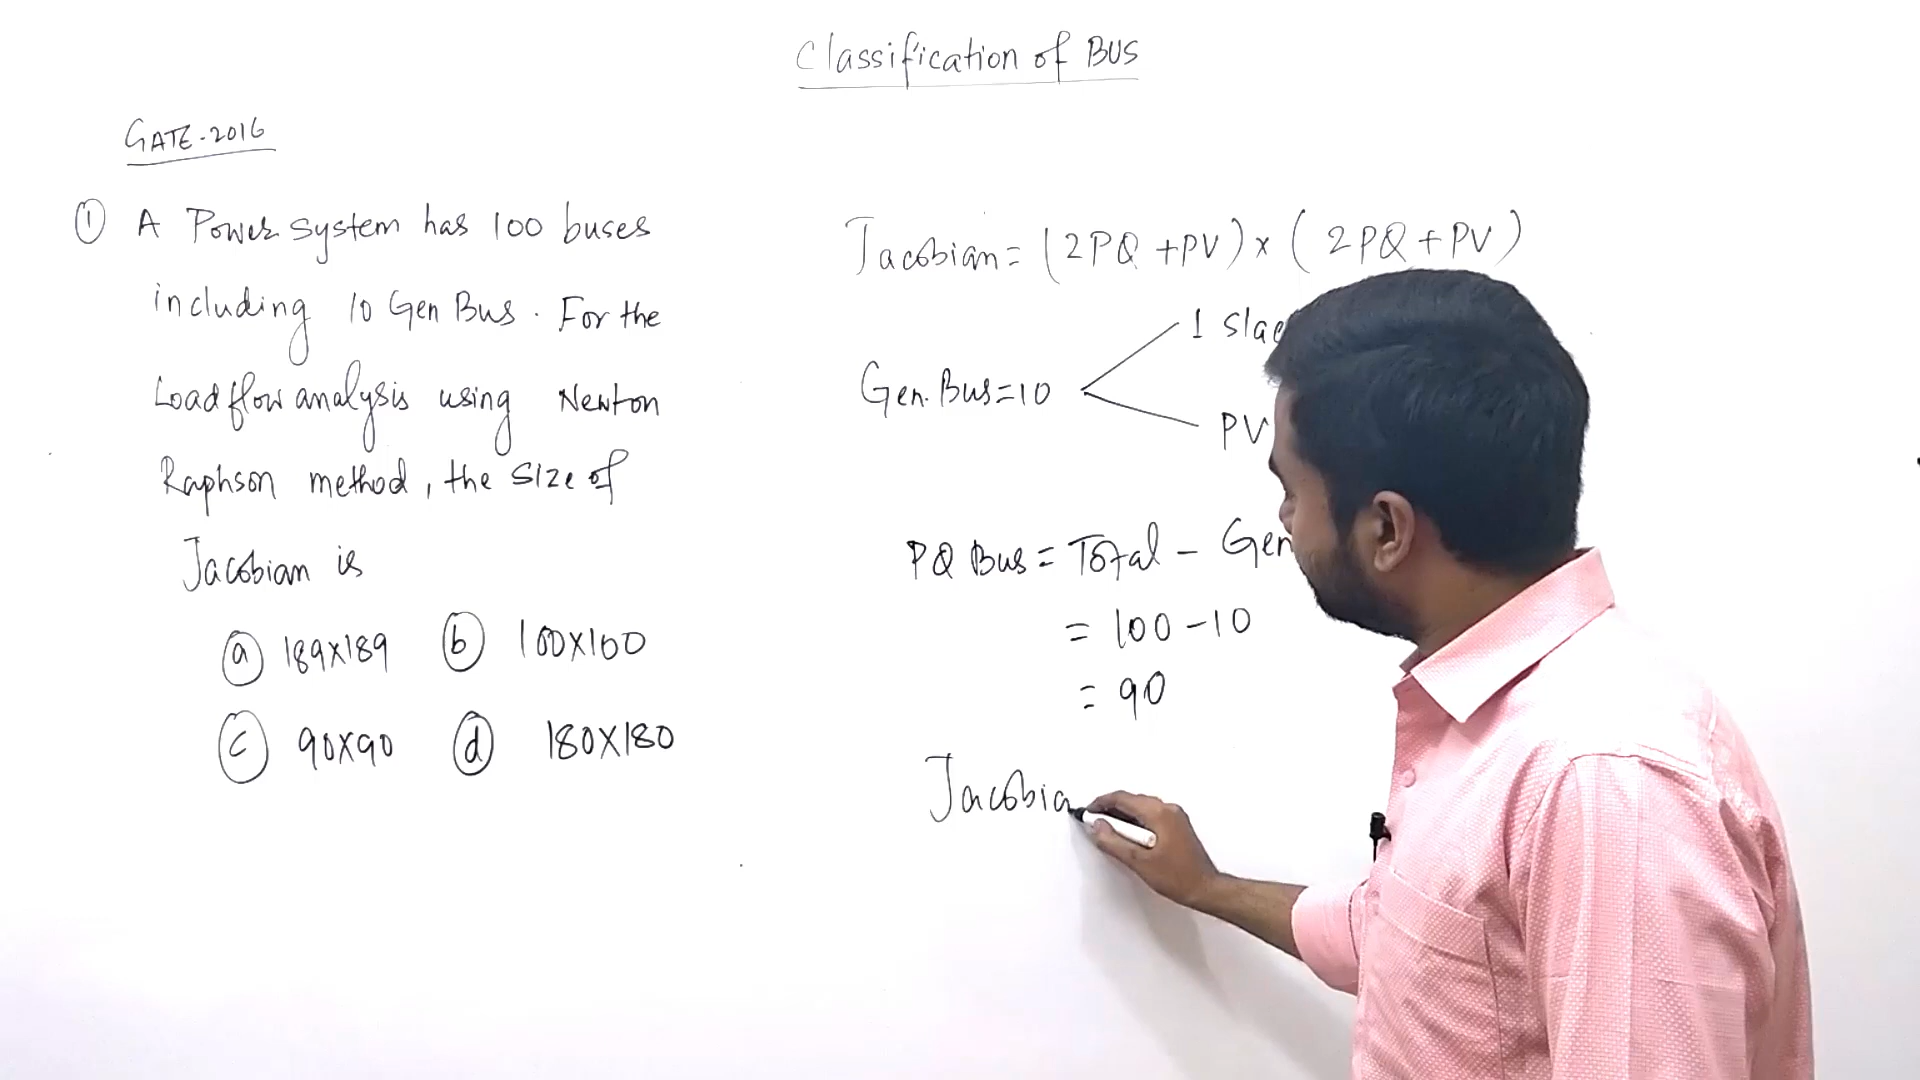 Classification of BUS
GATE-2016
① A Power system has 100 buses
including 10 Gen Bus. For the
Loadflow analysis using Newton
Raphson method, the size of
Jacobian is
ⓐ 189X189 ⓑ 100X100
ⓒ 90X90 ⓓ 180X180
Jacobian = (2PQ + PV) × (2PQ + PV)
1 Slac
Gen. Bus = 10
PV
PQ Bus = Total - Gen
= 100 - 10
= 90
Jacobia